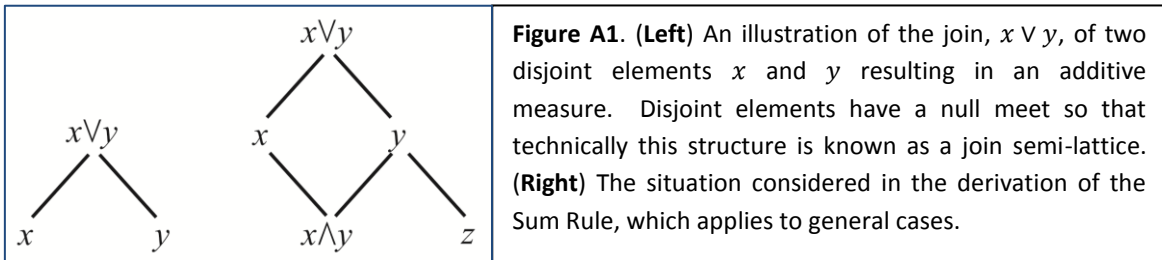 x∨y
x y
x∨y
x y
x∧y z
Figure A1. (Left) An illustration of the join, 𝑥 ∨ 𝑦, of two
disjoint elements 𝑥 and 𝑦 resulting in an additive
measure. Disjoint elements have a null meet so that
technically this structure is known as a join semi-lattice.
(Right) The situation considered in the derivation of the
Sum Rule, which applies to general cases.